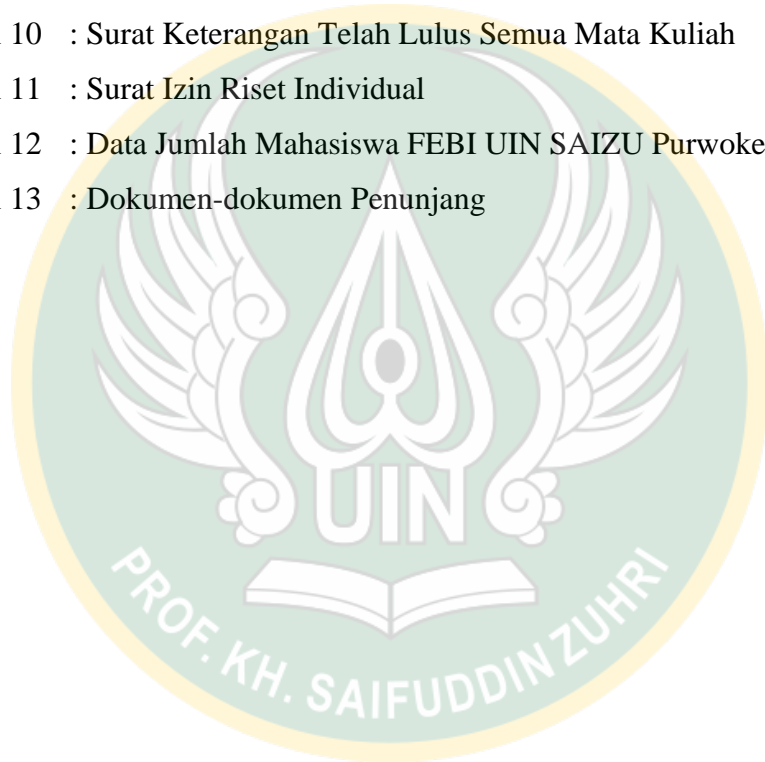 10 : Surat Keterangan Telah Lulus Semua Mata Kuliah
11 : Surat Izin Riset Individual
12 : Data Jumlah Mahasiswa FEBI UIN SAIZU Purwoke
13 : Dokumen-dokumen Penunjang
UIN
PROF. KH. SAIFUDDIN ZUHRI